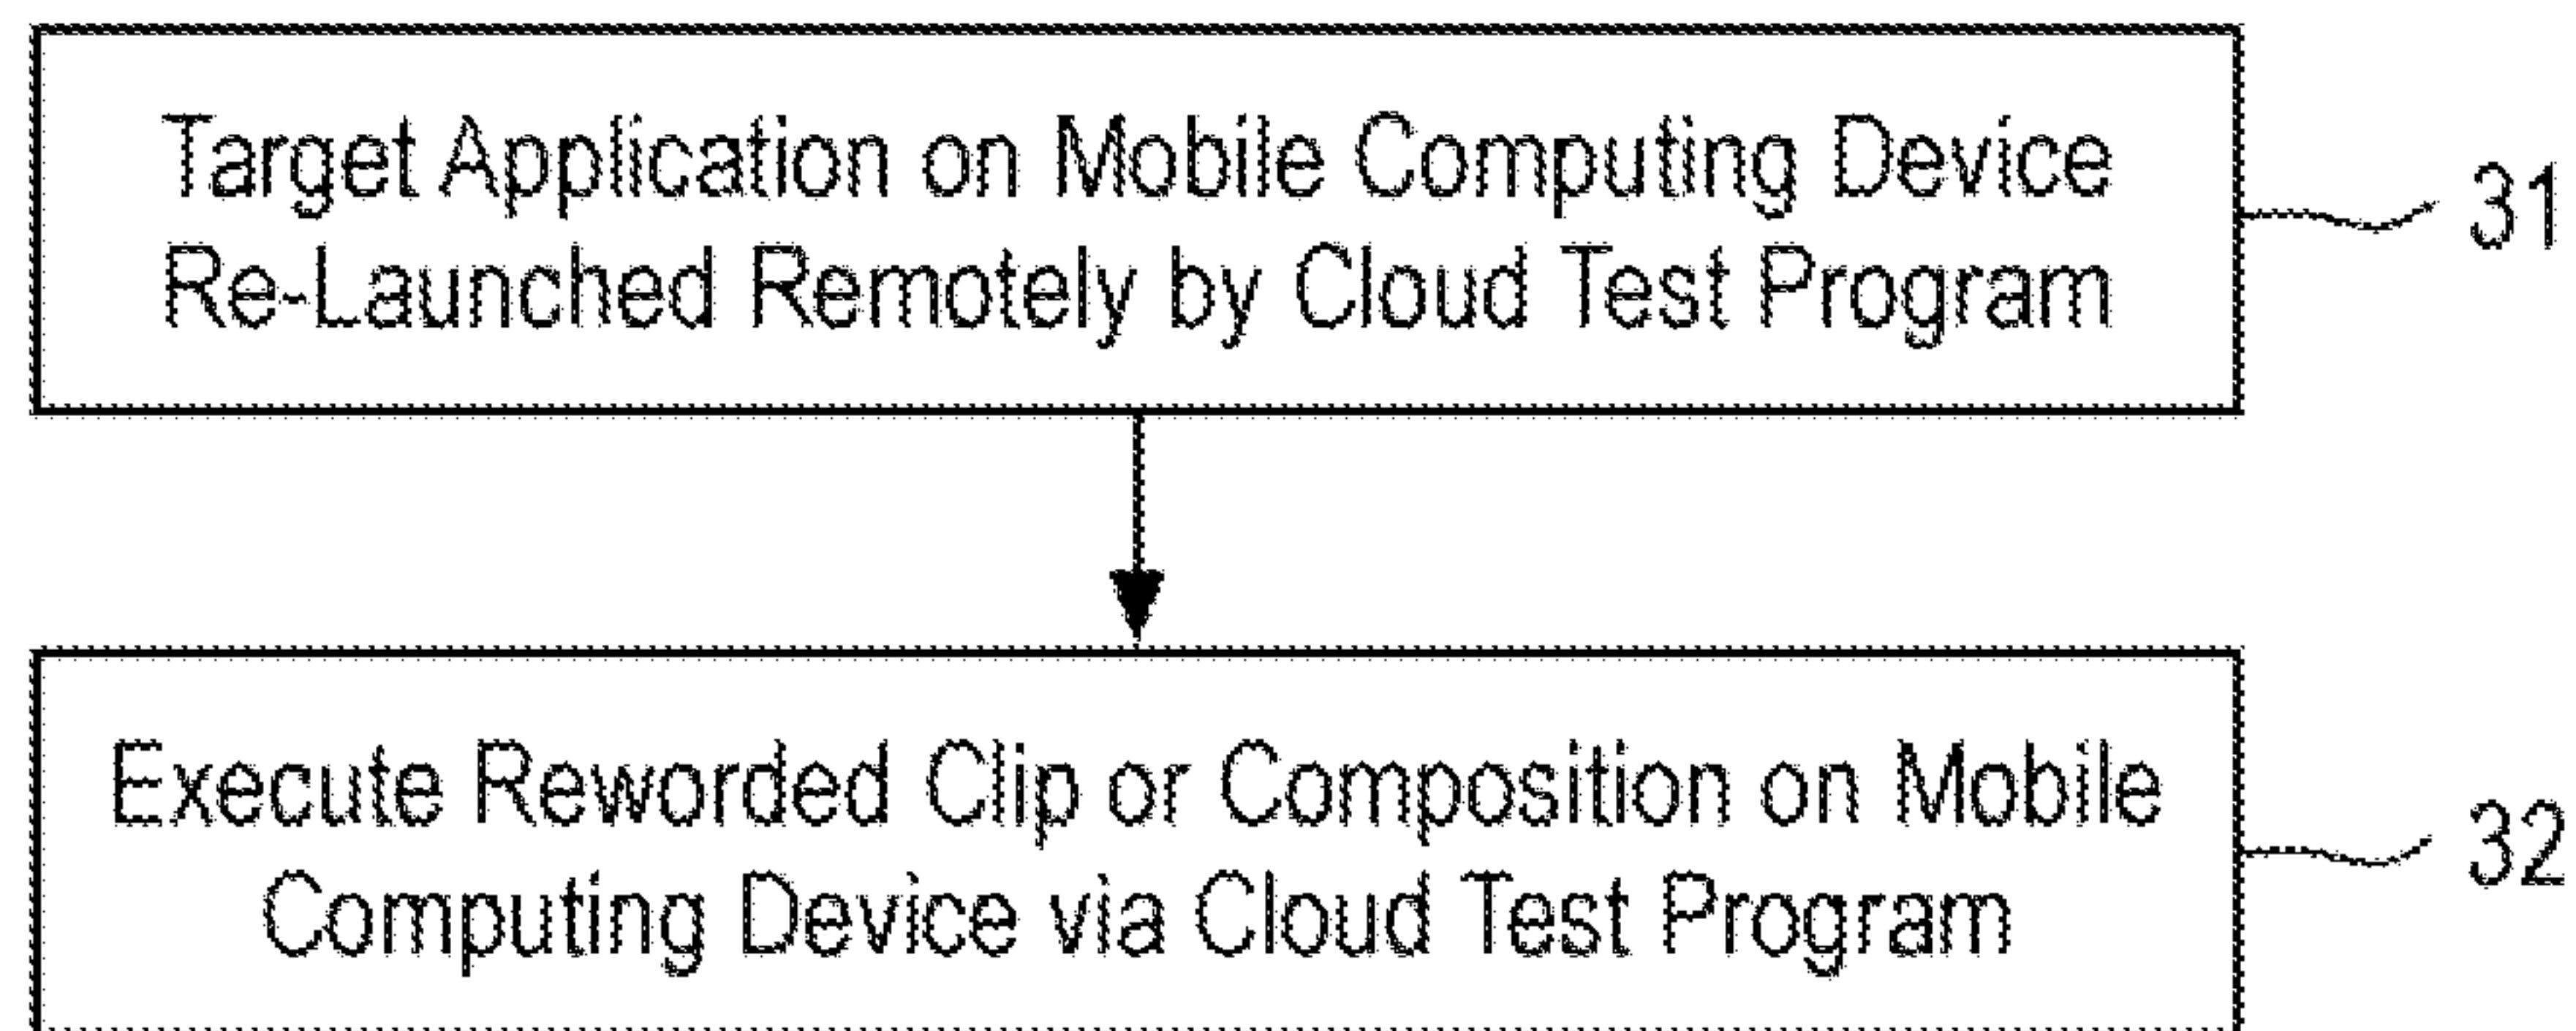 Target Application on Mobile Computing Device
Re-Launched Remotely by Cloud Test Program
31
Execute Reworded Clip or Composition on Mobile
Computing Device via Cloud Test Program
32